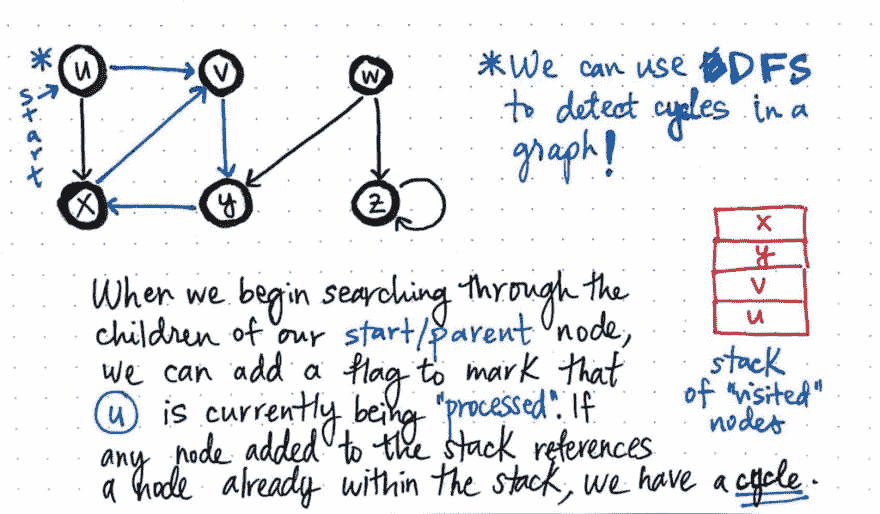 *
u
v
w
start
x
y
z
*We can use DFS
to detect cycles in a
graph!
x
y
v
u
stack
of "visited"
nodes
When we begin searching through the
children of our start/parent node,
we can add a flag to mark that
u is currently being "processed". If
any node added to the stack references
a node already within the stack, we have a cycle.